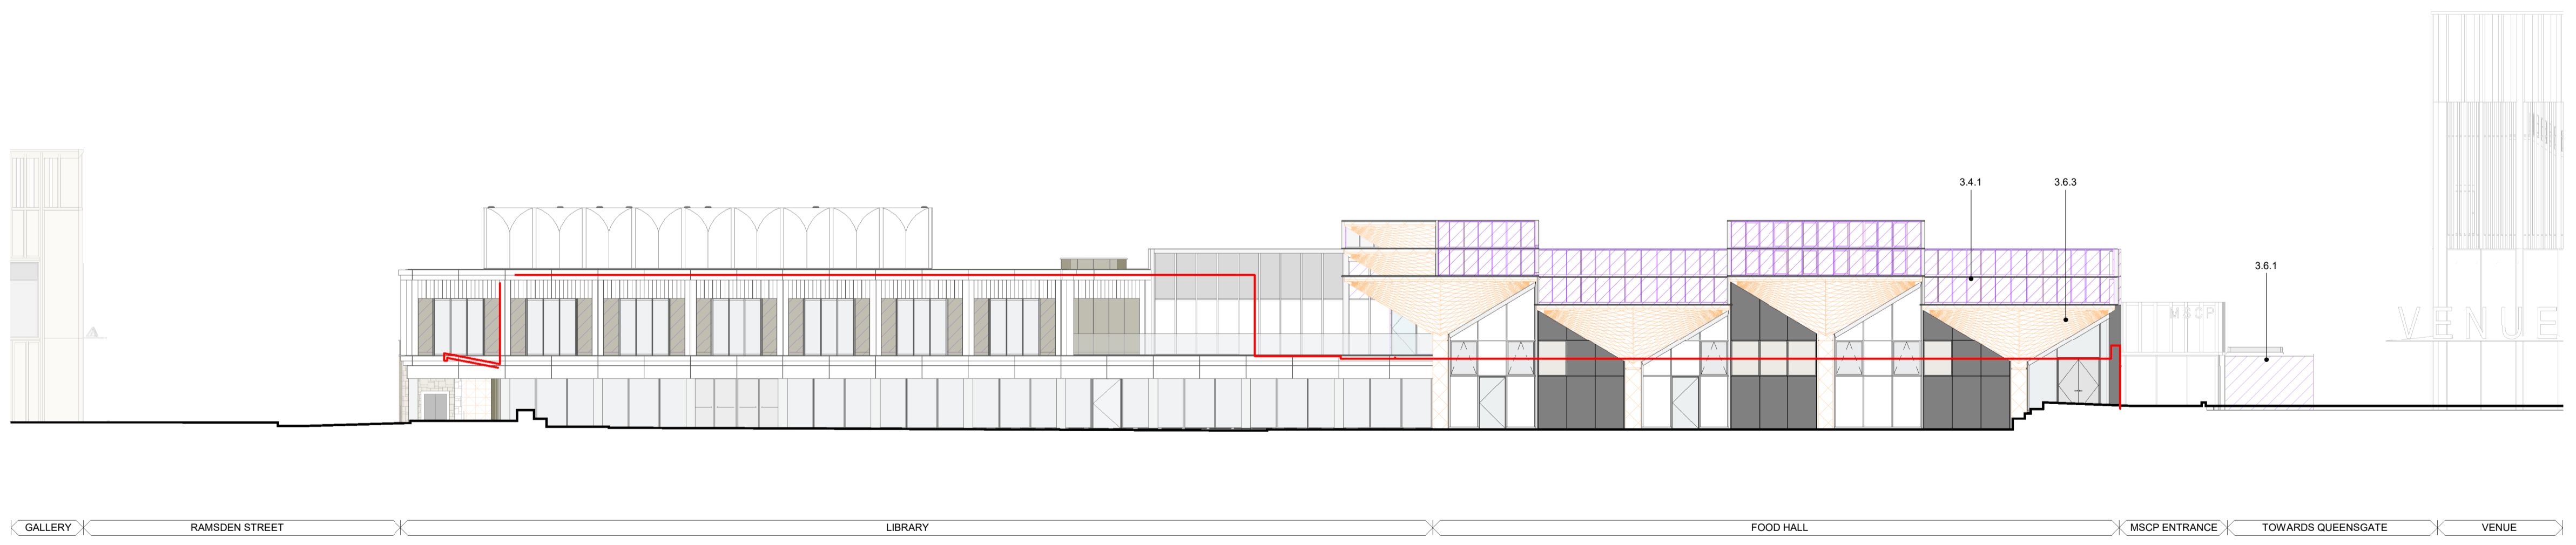 3.4.1
3.6.3
3.6.1
MSCP
VENUE
GALLERY
RAMSDEN STREET
LIBRARY
FOOD HALL
MSCP ENTRANCE
TOWARDS QUEENSGATE
VENUE